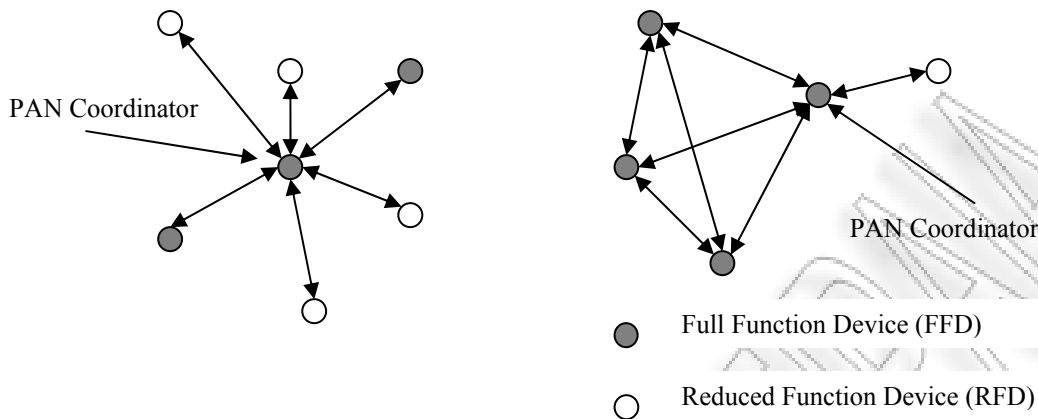 PAN Coordinator
PAN Coordinator
Full Function Device (FFD)
Reduced Function Device (RFD)